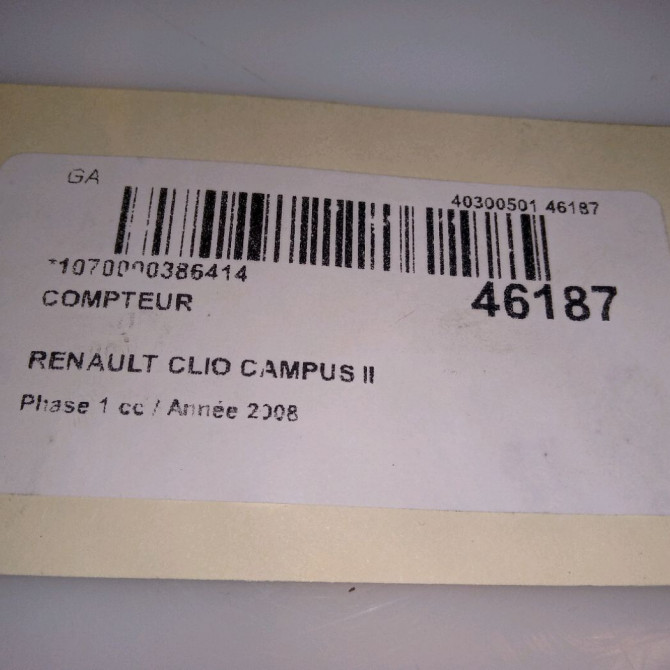 GA
40300501 46187
*1070000386414
COMPTEUR
46187
RENAULT CLIO CAMPUS II
Phase 1 cc / Année 2008